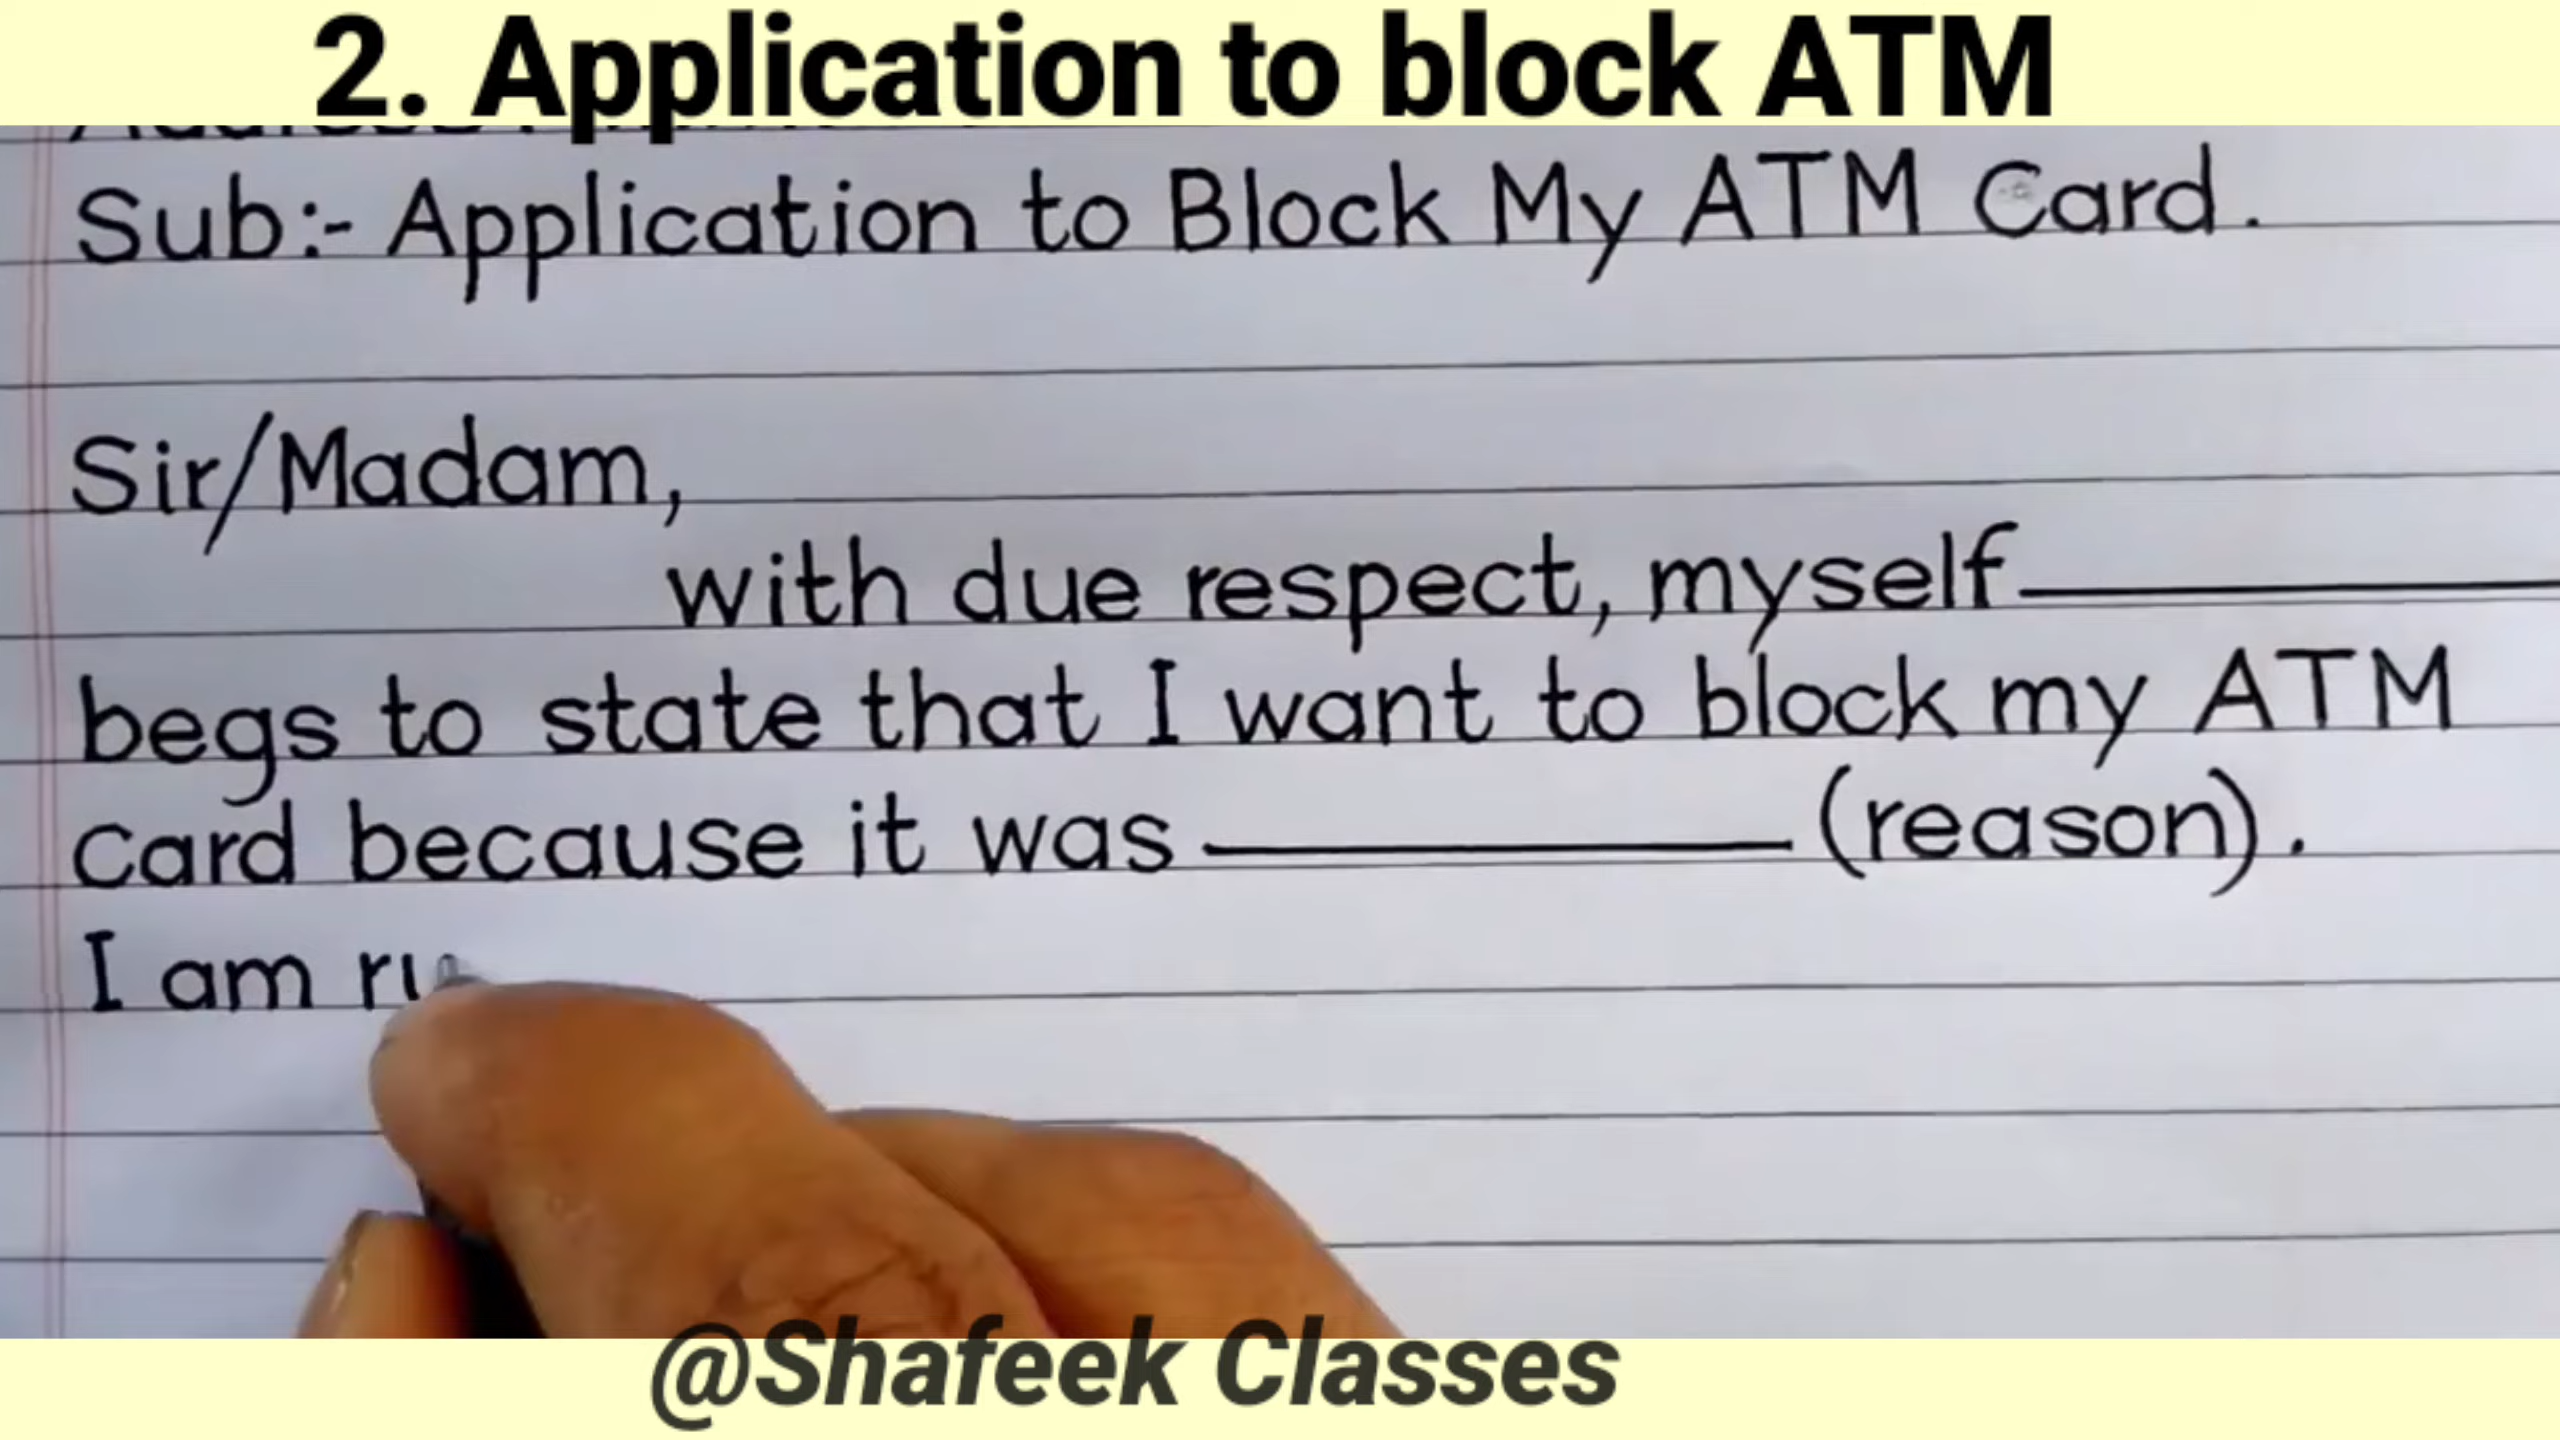 2. Application to block ATM
Sub:- Application to Block My ATM Card.
Sir/Madam,
with due respect, myself
begs to state that I want to block my ATM
Card because it was (reason).
I am
@Shafeek Classes